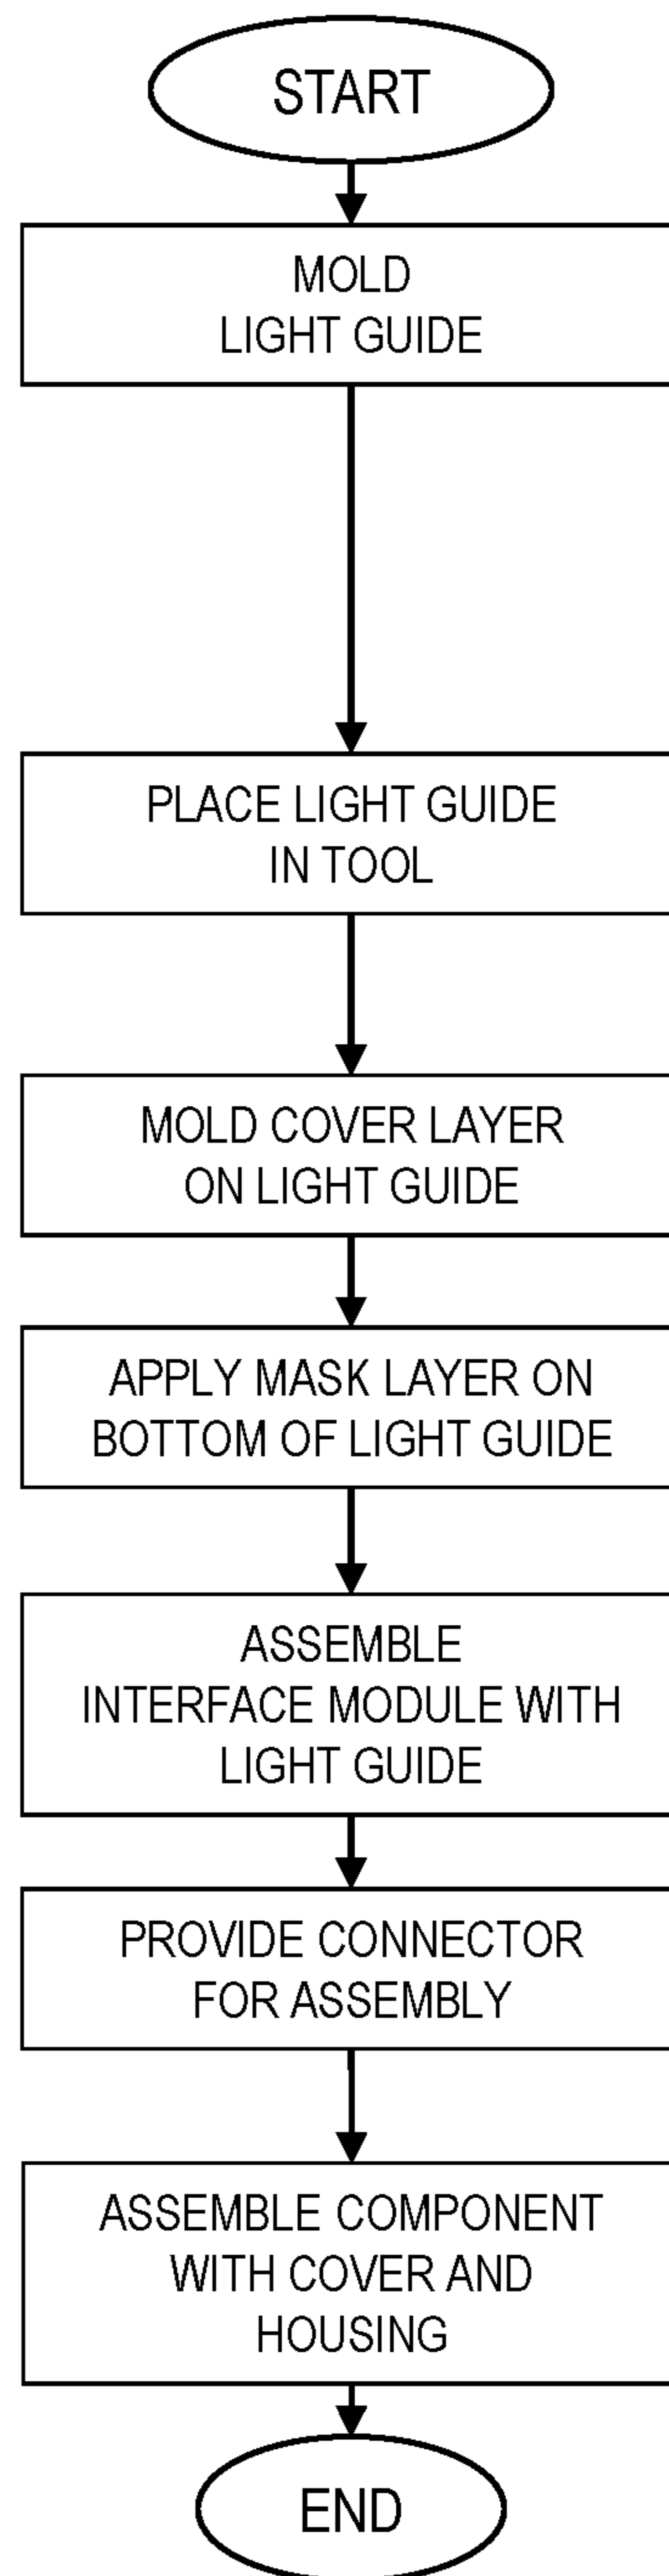 START
MOLD
LIGHT GUIDE
PLACE LIGHT GUIDE
IN TOOL
MOLD COVER LAYER
ON LIGHT GUIDE
APPLY MASK LAYER ON
BOTTOM OF LIGHT GUIDE
ASSEMBLE
INTERFACE MODULE WITH
LIGHT GUIDE
PROVIDE CONNECTOR
FOR ASSEMBLY
ASSEMBLE COMPONENT
WITH COVER AND
HOUSING
END